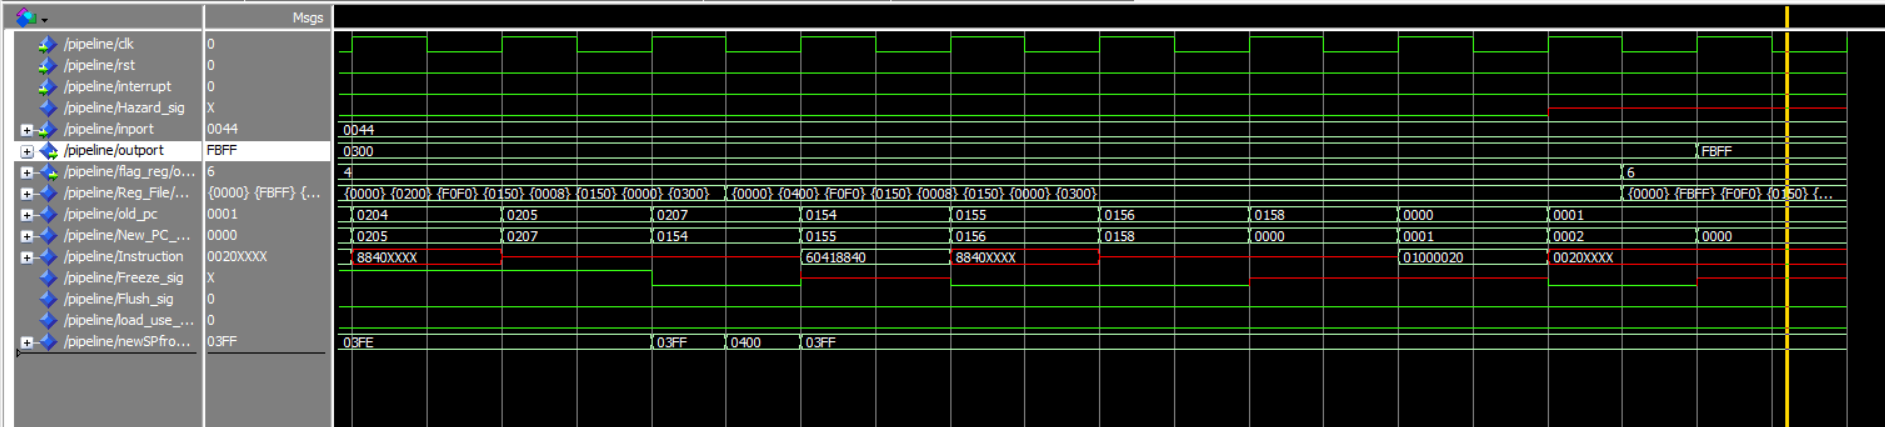 Msgs
/pipeline/clk 0
/pipeline/rst 0
/pipeline/interrupt 0
/pipeline/Hazard_sig X
/pipeline/inport 0044 0044
/pipeline/outport FBFF 0300 FBFF
/pipeline/flag_reg/o... 6 4 6
/pipeline/Reg_File/... {0000} {FBFF} {... {0000} {0200} {F0F0} {0150} {0008} {0150} {0000} {0300} {0000} {0400} {F0F0} {0150} {0008} {0150} {0000} {0300} {0000} {FBFF} {F0F0} {0150} {...
/pipeline/old_pc 0001 0204 0205 0207 0154 0155 0156 0158 0000 0001
/pipeline/New_PC_... 0000 0205 0207 0154 0155 0156 0158 0000 0001 0002 0000
/pipeline/Instruction 0020XXXX 8840XXXX 60418840 8840XXXX 01000020 0020XXXX
/pipeline/Freeze_sig X
/pipeline/Flush_sig 0
/pipeline/load_use_... 0
/pipeline/newSPfro... 03FF 03FE 03FF 0400 03FF